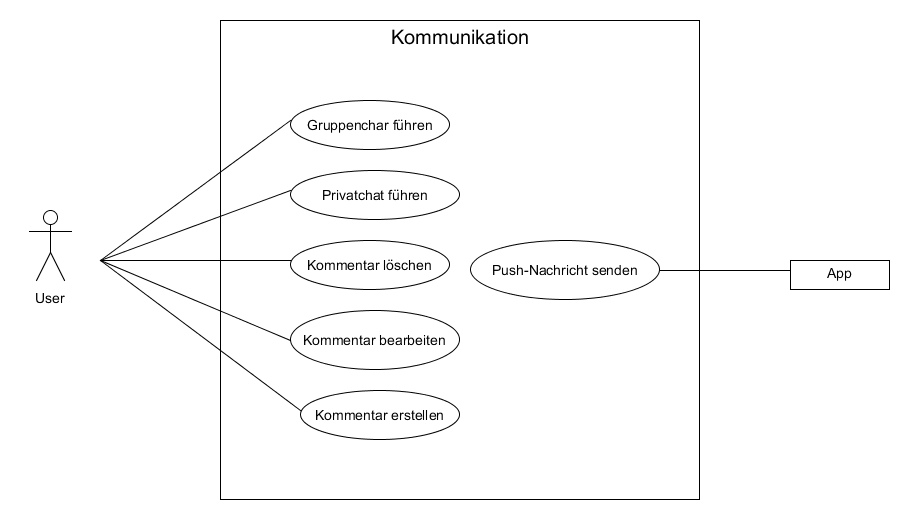 Kommunikation
Gruppenchar führen
Privatchat führen
Kommentar löschen
Push-Nachricht senden
App
User
Kommentar bearbeiten
Kommentar erstellen